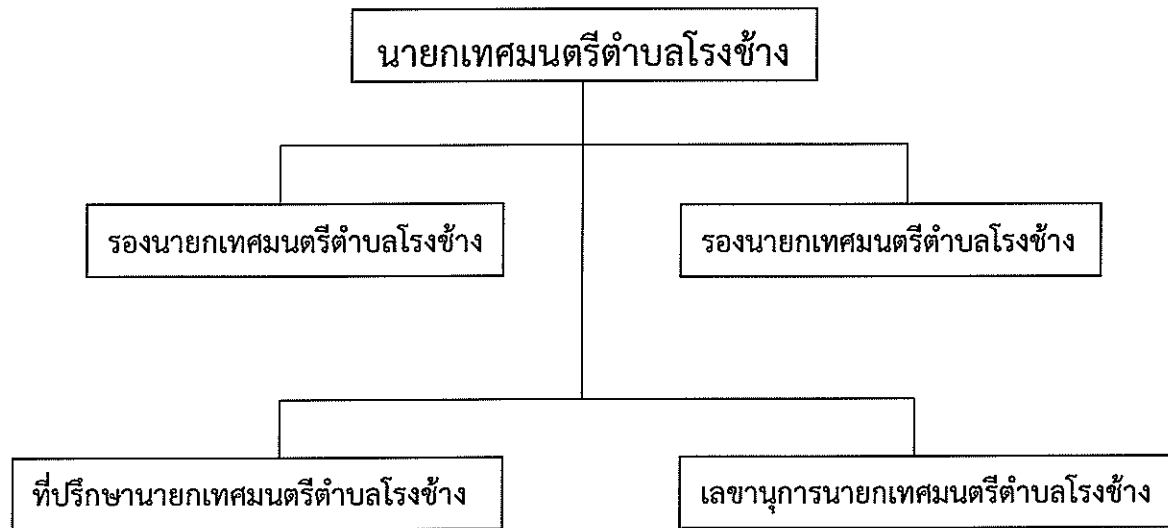 นายกเทศมนตรีตำบลโรงช้าง
รองนายกเทศมนตรีตำบลโรงช้าง
รองนายกเทศมนตรีตำบลโรงช้าง
ที่ปรึกษานายกเทศมนตรีตำบลโรงช้าง
เลขานุการนายกเทศมนตรีตำบลโรงช้าง